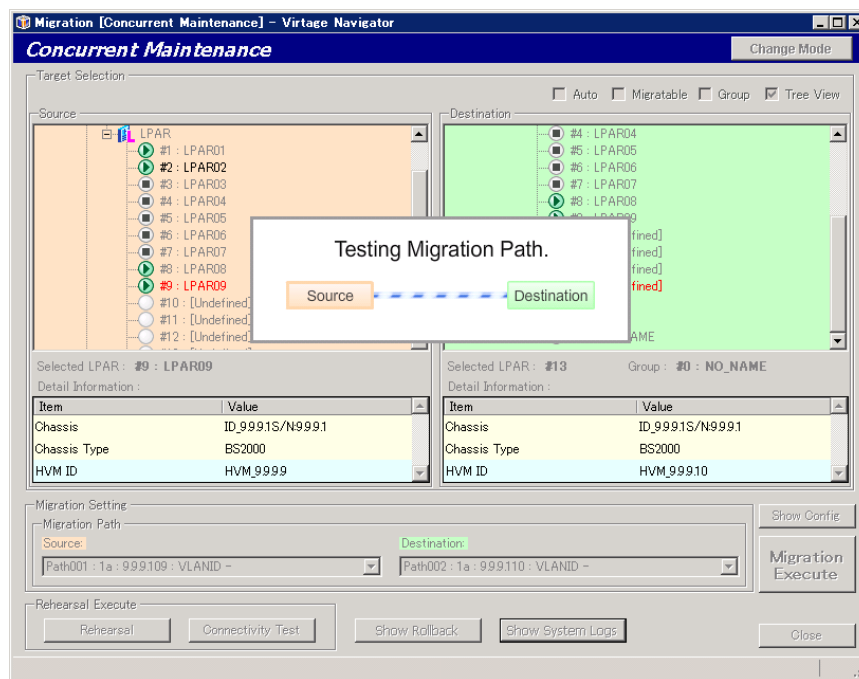 Migration [Concurrent Maintenance] - Virtage Navigator
Concurrent Maintenance
Change Mode
Target Selection
Auto Migratable Group Tree View
Source
LPAR
#1 : LPAR01
#2 : LPAR02
#3 : LPAR03
#4 : LPAR04
#5 : LPAR05
#6 : LPAR06
#7 : LPAR07
#8 : LPAR08
#9 : LPAR09
#10 : [Undefined]
#11 : [Undefined]
#12 : [Undefined]
Destination
#4 : LPAR04
#5 : LPAR05
#6 : LPAR06
#7 : LPAR07
#8 : LPAR08
fined]
fined]
fined]
fined]
AME
Testing Migration Path.
Source Destination
Selected LPAR : #9 : LPAR09
Detail Information :
Item Value
Chassis ID_9.9.9.1S/N:9.9.9.1
Chassis Type BS2000
HVM ID HVM_9.9.9.9
Selected LPAR : #13 Group : #0 : NO_NAME
Detail Information :
Item Value
Chassis ID_9.9.9.1S/N:9.9.9.1
Chassis Type BS2000
HVM ID HVM_9.9.9.10
Migration Setting
Migration Path
Source:
Path001 : 1a : 9.9.9.109 : VLANID -
Destination:
Path002 : 1a : 9.9.9.110 : VLANID -
Show Config
Migration
Execute
Rehearsal Execute
Rehearsal Connectivity Test Show Rollback Show System Logs Close